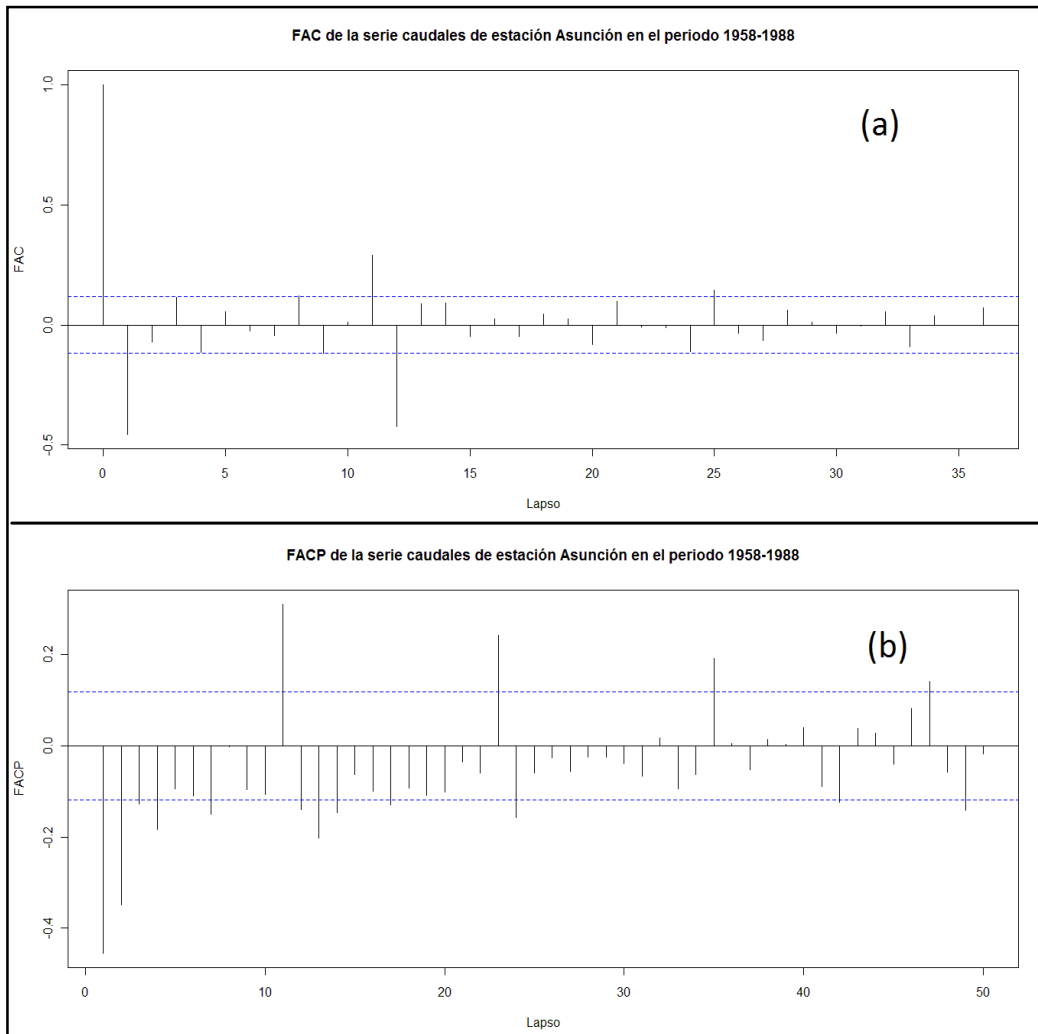 FAC de la serie caudales de estación Asunción en el periodo 1958-1988
(a)
1.0
0.5
0.0
-0.5
FAC
0 5 10 15 20 25 30 35
Lapso
FACP de la serie caudales de estación Asunción en el periodo 1958-1988
(b)
0.2
0.0
-0.2
-0.4
FACP
0 10 20 30 40 50
Lapso